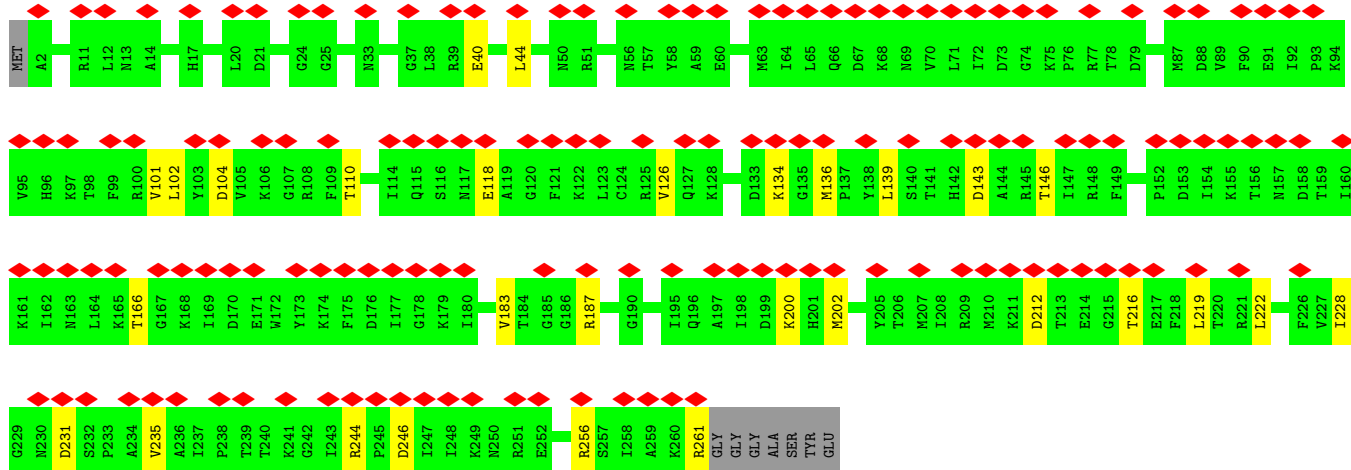 MET A2 R11 L12 N13 A14 H17 L20 D21 G24 G25 N33 G37 L38 R39 E40 L44 N50 R51 N56 T57 Y58 A59 E60 M63 I64 L65 Q66 D67 K68 N69 V70 L71 I72 D73 G74 K75 P76 R77 T78 D79 M87 D88 V89 F90 E91 I92 P93 K94
V95 H96 K97 T98 F99 R100 V101 L102 Y103 D104 V105 K106 G107 R108 F109 T110 I114 Q115 S116 N117 E118 A119 G120 F121 K122 L123 C124 R125 V126 Q127 K128 D133 K134 G135 M136 P137 Y138 L139 S140 T141 H142 D143 A144 R145 T146 I147 R148 F149 P152 D153 I154 K155 T156 N157 D158 T159 I160
K161 I162 N163 L164 K165 T166 G167 K168 I169 D170 E171 W172 Y173 K174 F175 D176 I177 G178 K179 I180 V183 T184 G185 G186 R187 G190 I195 Q196 A197 I198 D199 K200 H201 M202 Y205 T206 M207 I208 R209 M210 K211 D212 T213 E214 G215 T216 E217 F218 L219 T220 R221 L222 F226 V227 I228
G229 N230 D231 S232 P233 A234 V235 A236 I237 P238 T239 T240 K241 G242 I243 R244 P245 D246 I247 I248 K249 N250 R251 E252 R256 S257 I258 A259 K260 R261 GLY GLY GLY ALA SER TYR GLU